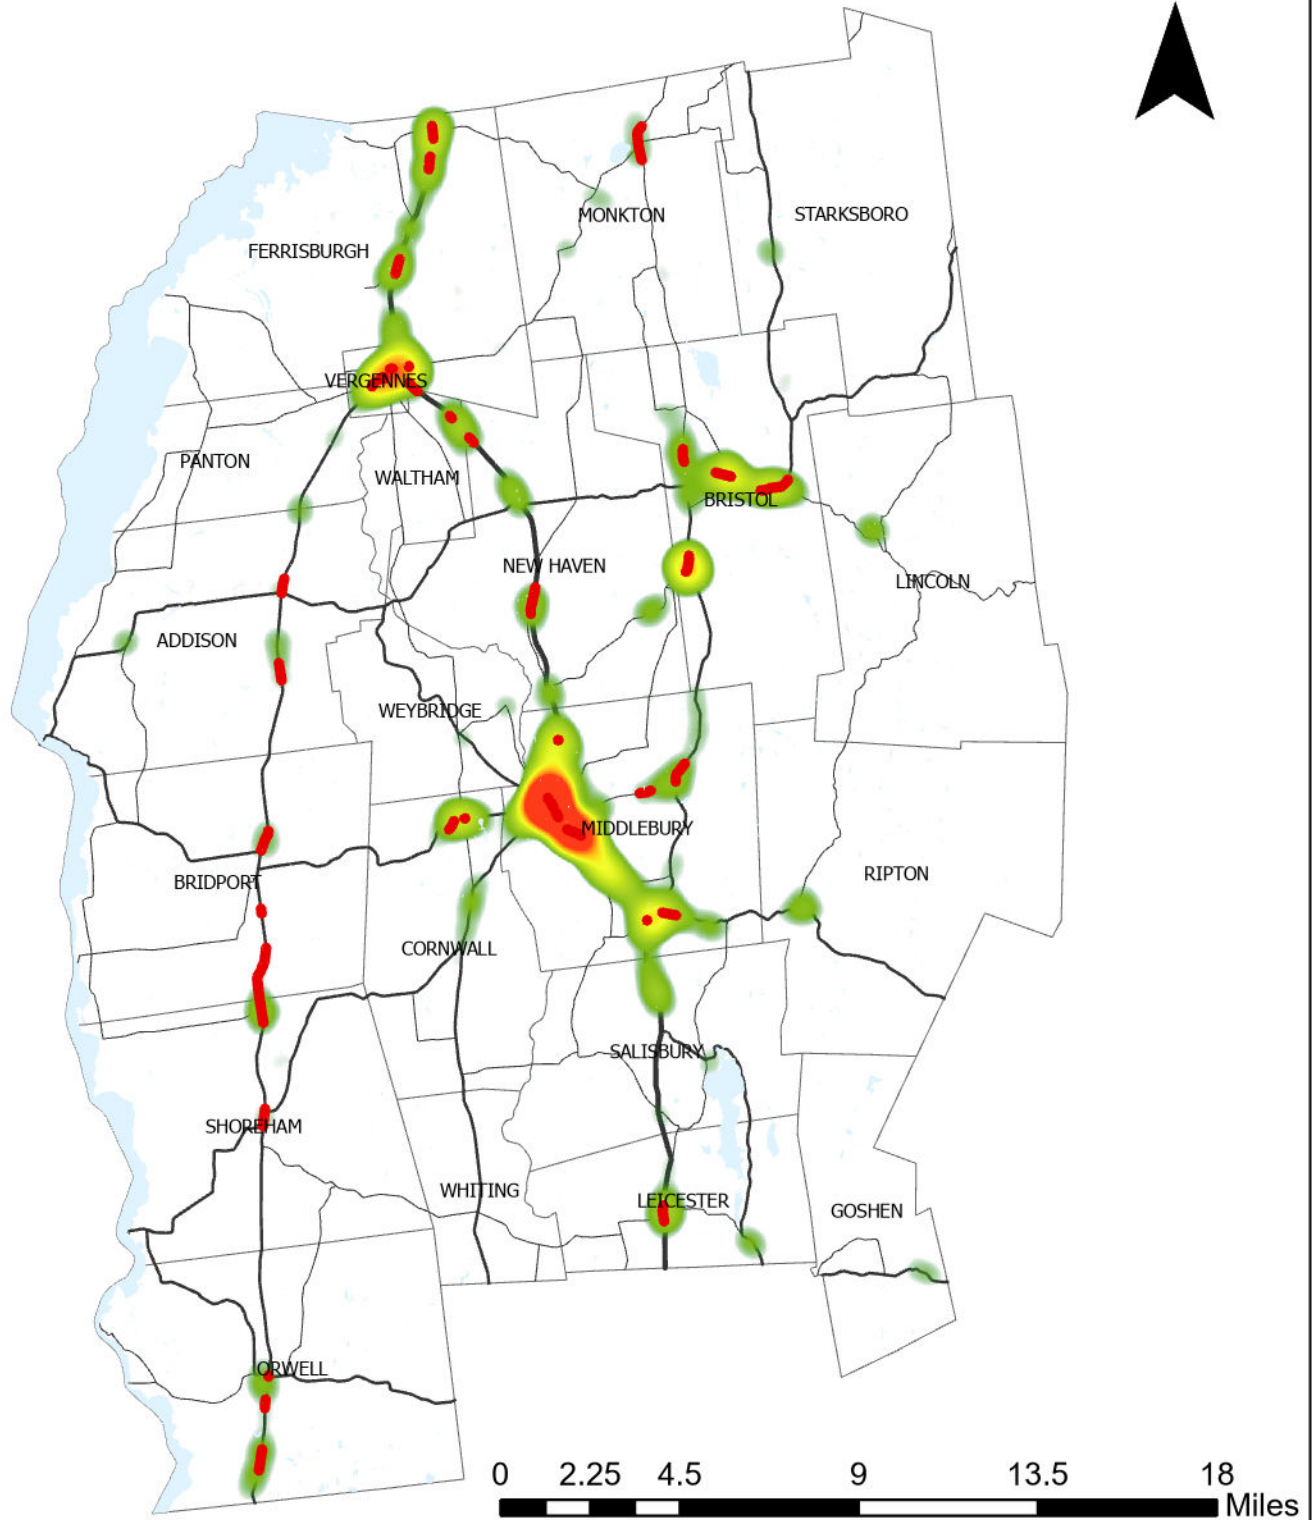 MONKTON
STARKSBORO
FERRISBURGH
VERGENNES
PANTON
WALTHAM
BRISTOL
NEW HAVEN
LINCOLN
ADDISON
WEYBRIDGE
MIDDLEBURY
RIPTON
BRIDPORT
CORNWALL
SALISBURY
SHOREHAM
WHITING
LEICESTER
GOSHEN
ORWELL
0 2.25 4.5 9 13.5 18
Miles